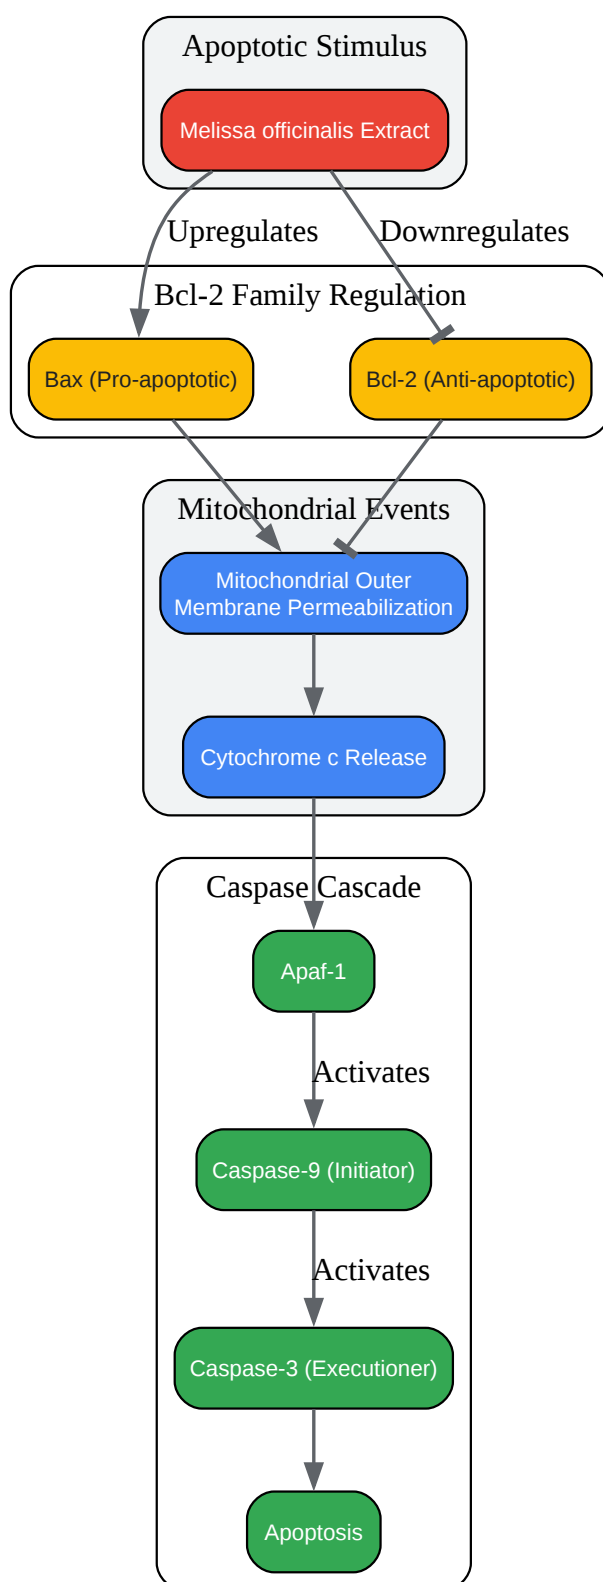 Apoptotic Stimulus
Melissa officinalis Extract
Upregulates
Downregulates
Bcl-2 Family Regulation
Bax (Pro-apoptotic)
Bcl-2 (Anti-apoptotic)
Mitochondrial Events
Mitochondrial Outer
Membrane Permeabilization
Cytochrome c Release
Caspase Cascade
Apaf-1
Activates
Caspase-9 (Initiator)
Activates
Caspase-3 (Executioner)
Apoptosis